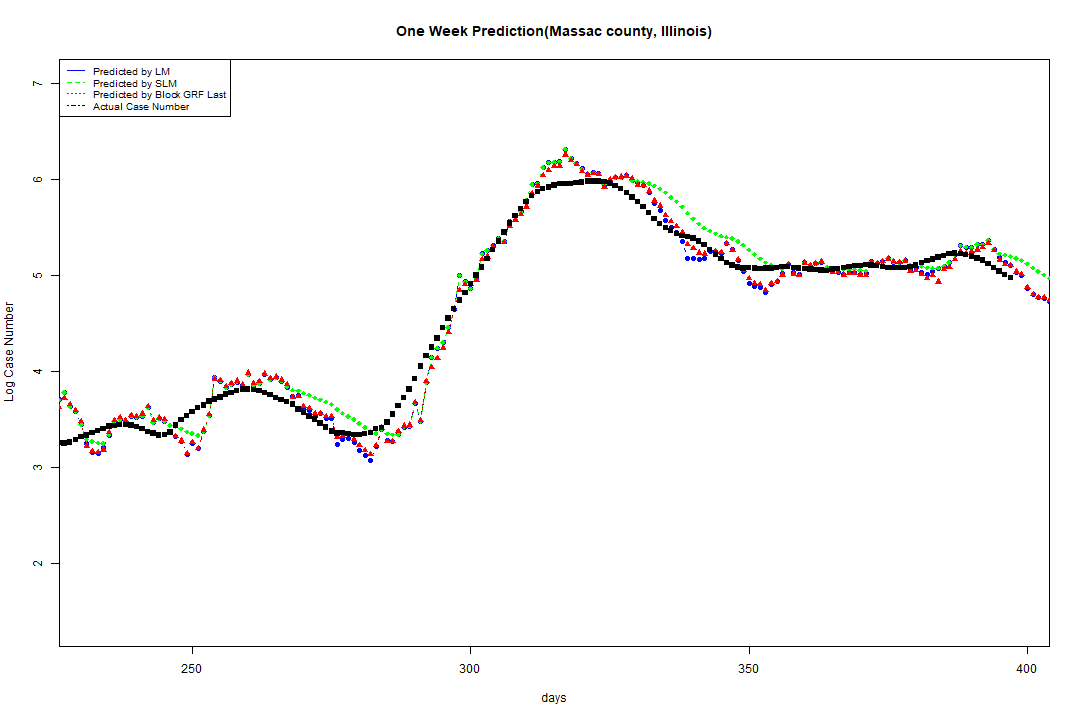 One Week Prediction(Massac county, Illinois)
Predicted by LM
Predicted by SLM
Predicted by Block GRF Last
Actual Case Number
7
6
5
4
3
2
Log Case Number
250
300
350
400
days